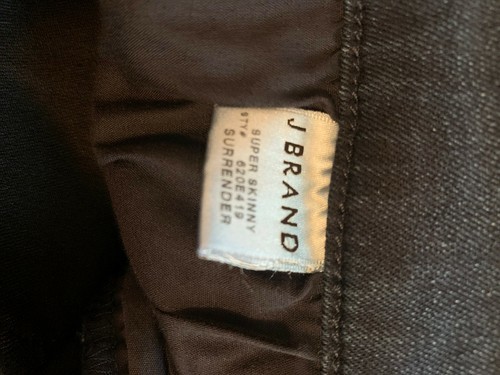 J BRAND
SUPER SKINNY
STY# 620E419
SURRENDER